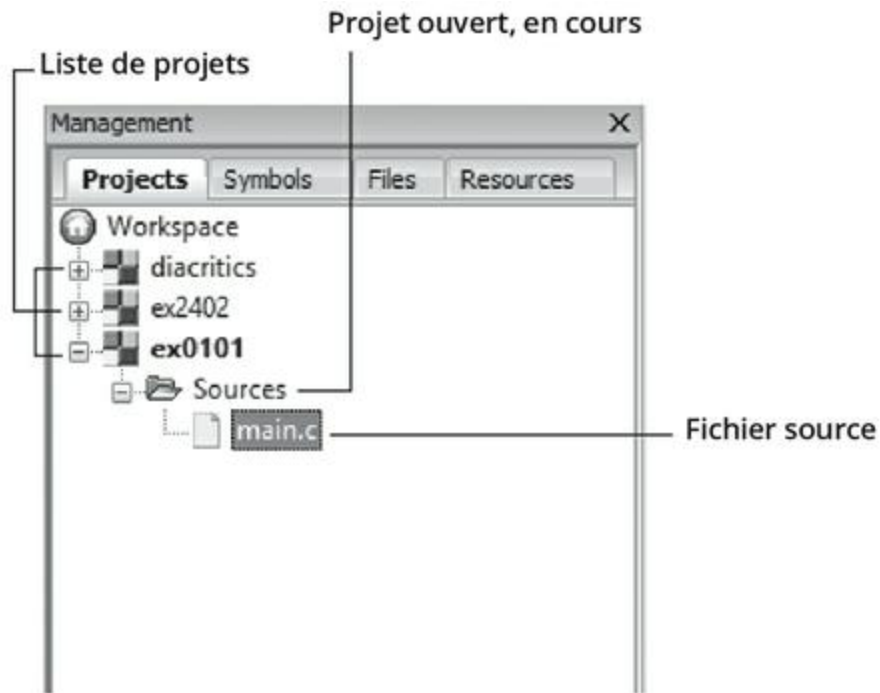 Projet ouvert, en cours
Liste de projets
Management X
Projects Symbols Files Resources
Workspace
diacritics
ex2402
ex0101
Sources
main.c
Fichier source